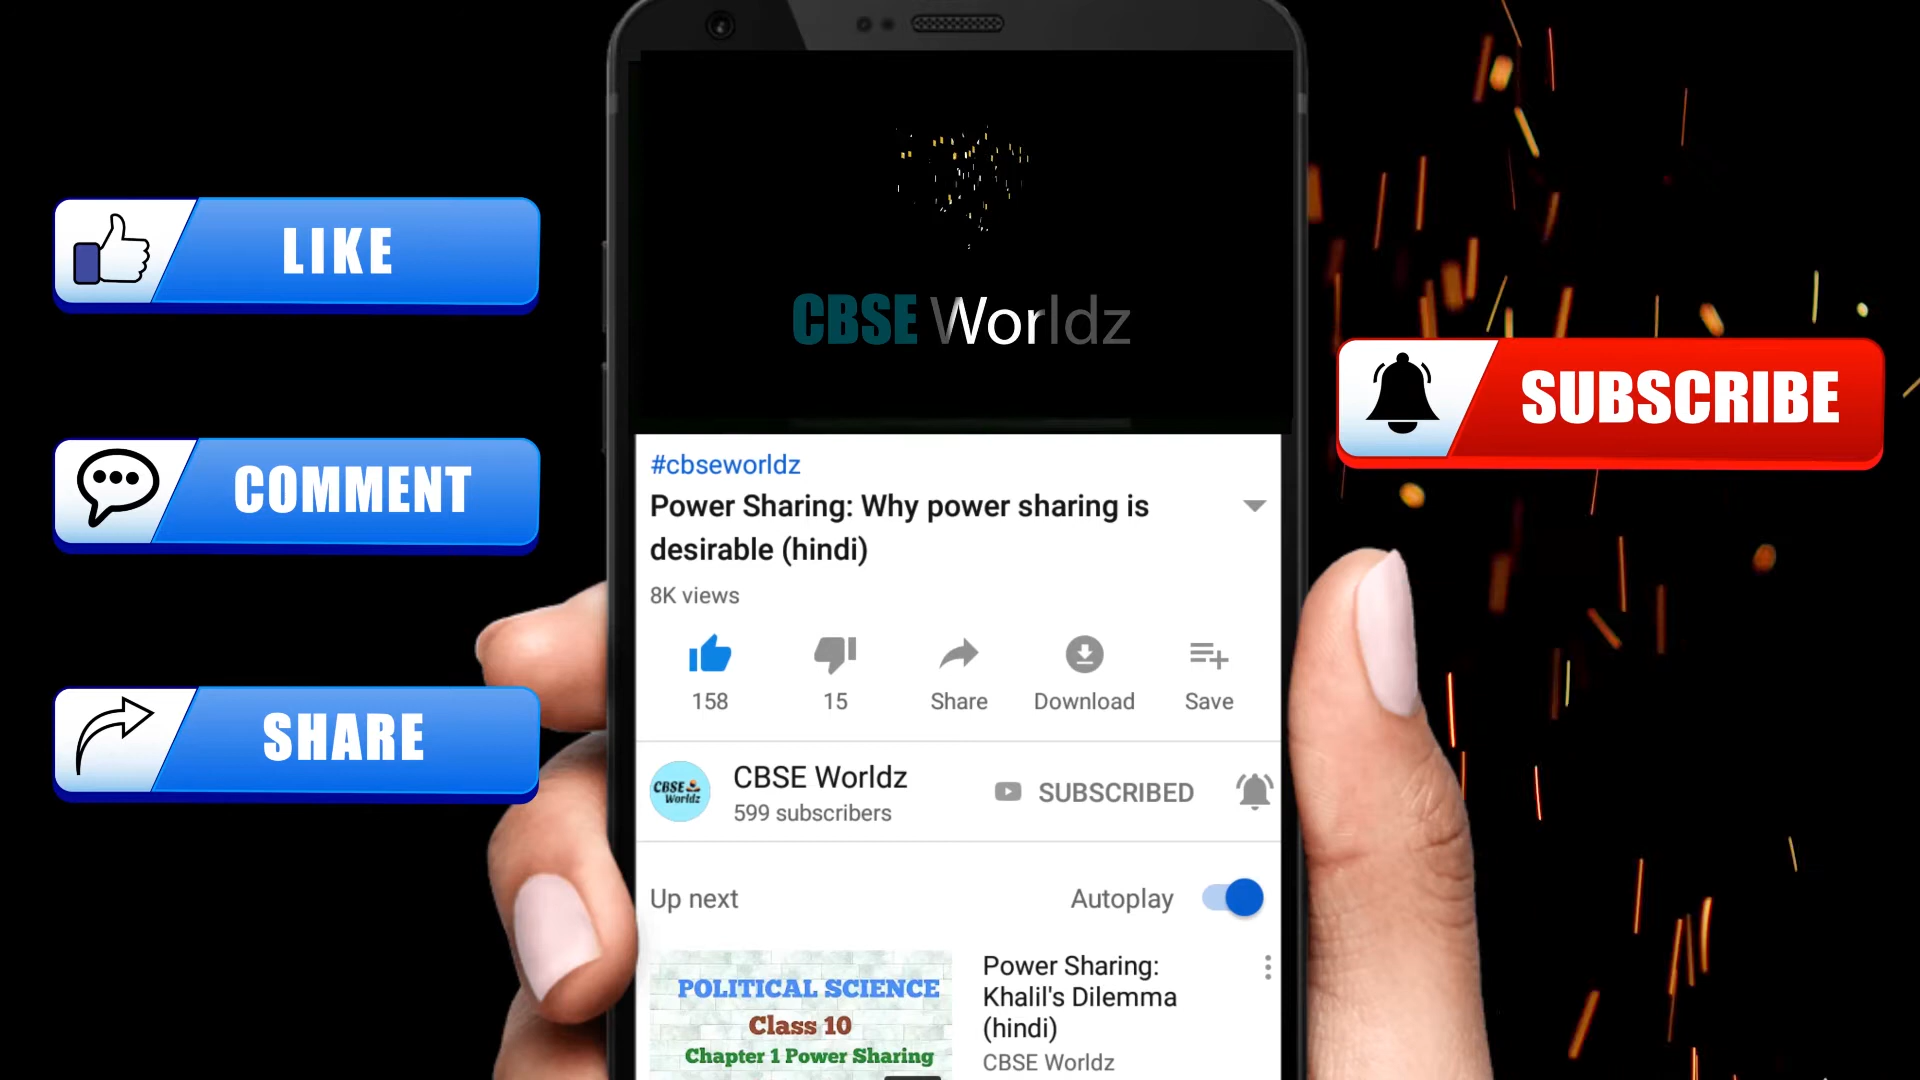 LIKE
COMMENT
SHARE
CBSE Worldz
#cbseworldz
Power Sharing: Why power sharing is
desirable (hindi)
8K views
158
15
Share
Download
Save
CBSE
Worldz
CBSE Worldz
599 subscribers
SUBSCRIBED
Up next
Autoplay
POLITICAL SCIENCE
Class 10
Chapter 1 Power Sharing
Power Sharing:
Khalil's Dilemma
(hindi)
CBSE Worldz
SUBSCRIBE